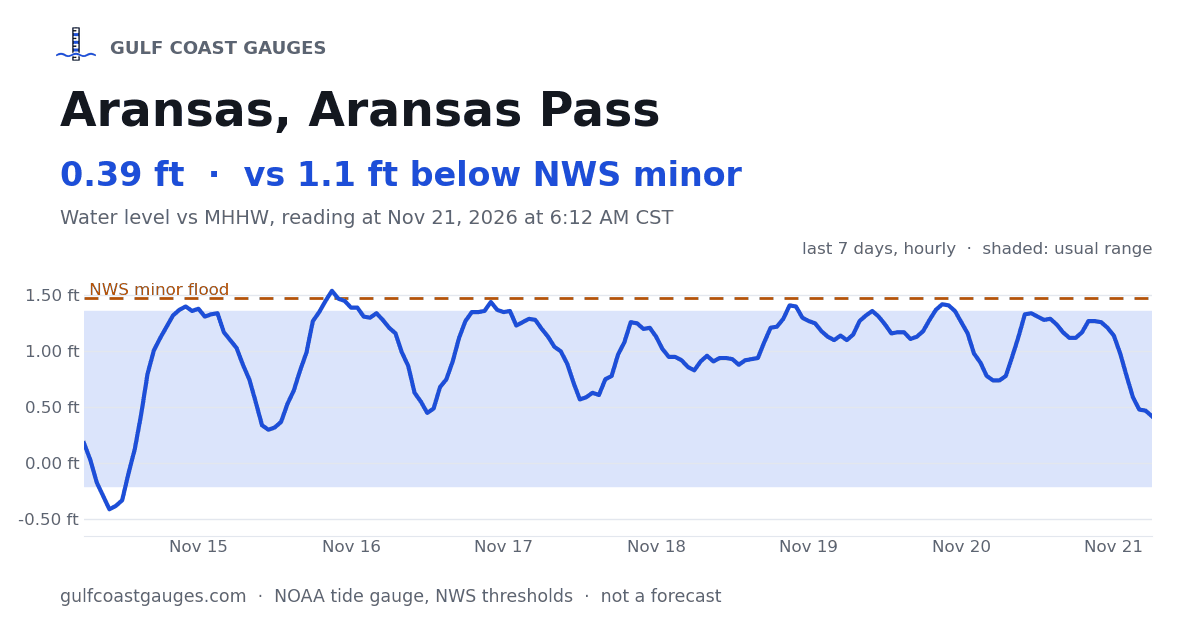 GULF COAST GAUGES
Aransas, Aransas Pass
0.39 ft · vs 1.1 ft below NWS minor
Water level vs MHHW, reading at Nov 21, 2026 at 6:12 AM CST
last 7 days, hourly · shaded: usual range
NWS minor flood
1.50 ft
1.00 ft
0.50 ft
0.00 ft
-0.50 ft
Nov 15 Nov 16 Nov 17 Nov 18 Nov 19 Nov 20 Nov 21
gulfcoastgauges.com · NOAA tide gauge, NWS thresholds · not a forecast